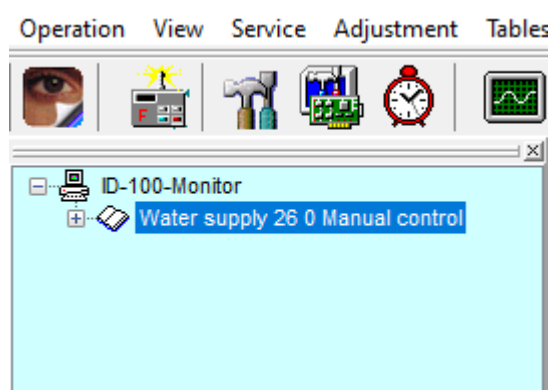 Operation View Service Adjustment Tables
F
ID-100-Monitor
Water supply 26 0 Manual control